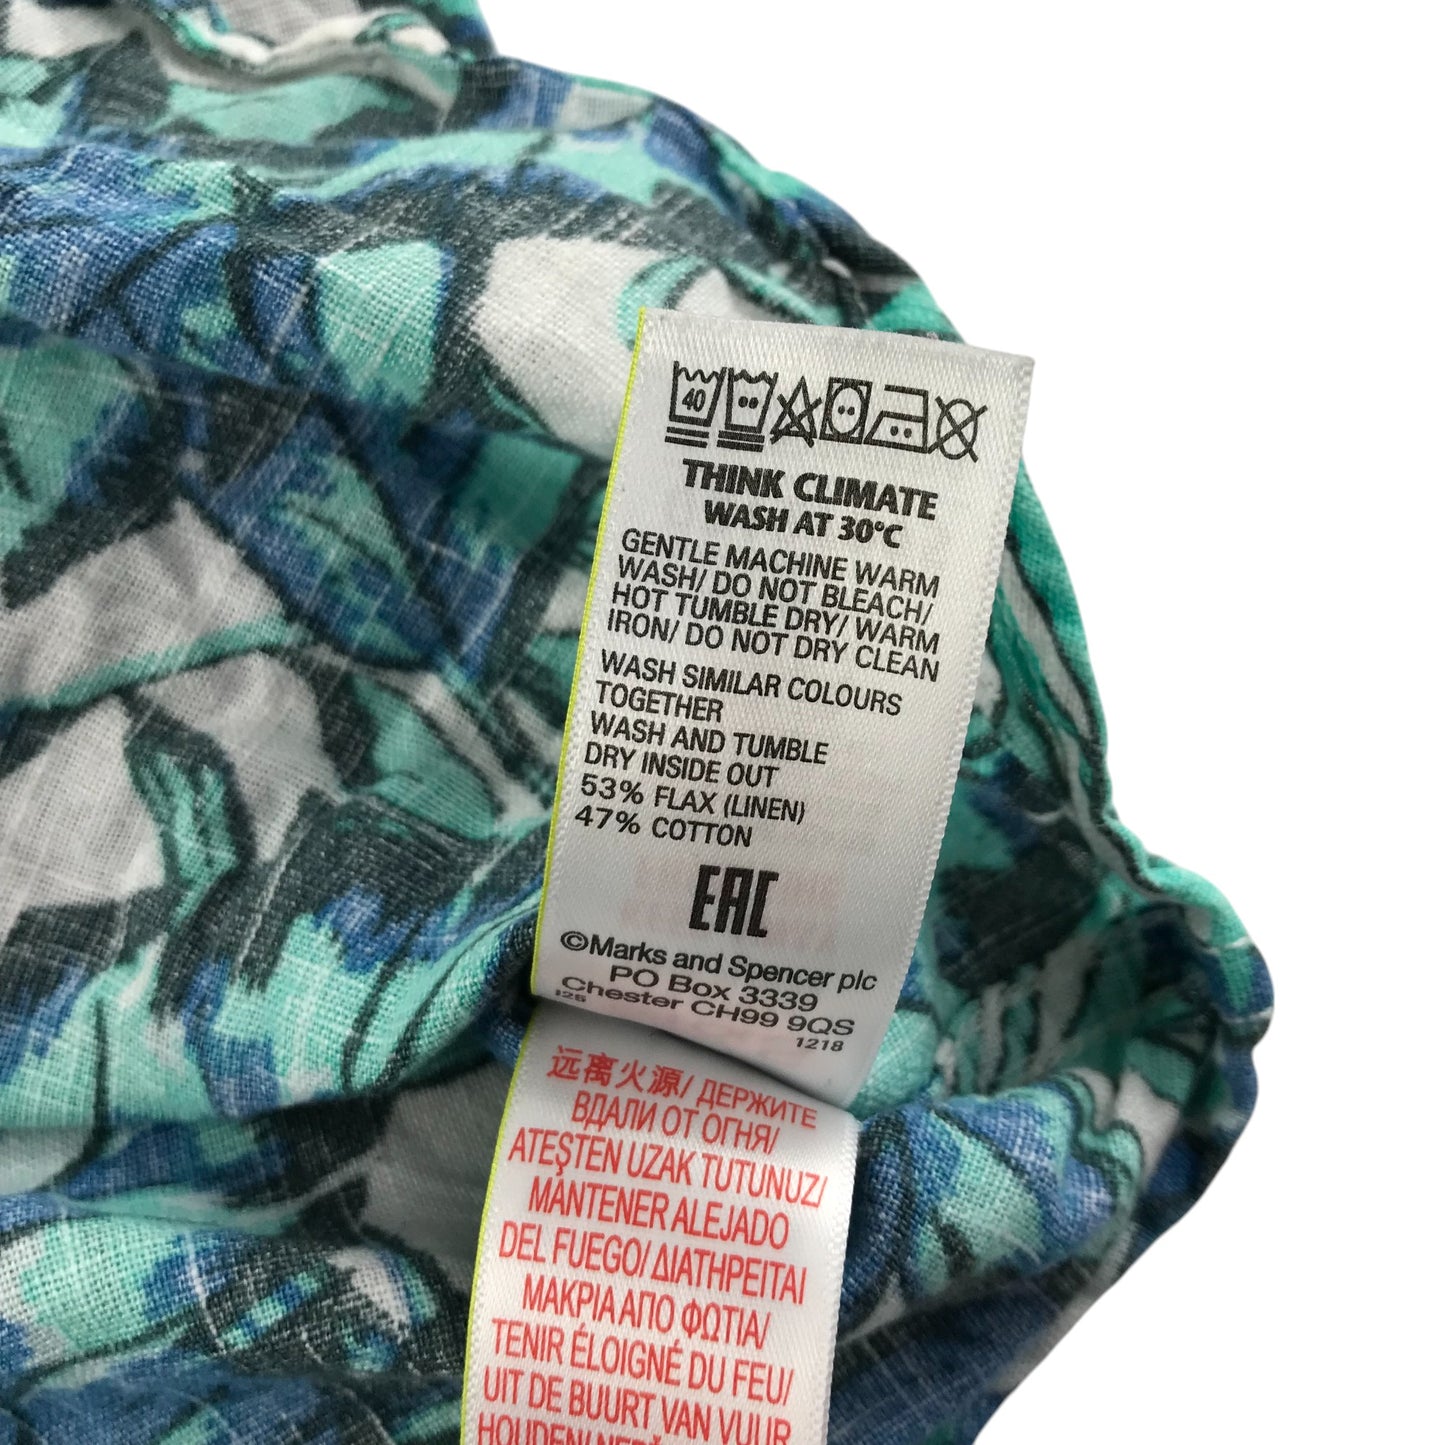 40
THINK CLIMATE
WASH AT 30°C
GENTLE MACHINE WARM
WASH/ DO NOT BLEACH/
HOT TUMBLE DRY/ WARM
IRON/ DO NOT DRY CLEAN
WASH SIMILAR COLOURS
TOGETHER
WASH AND TUMBLE
DRY INSIDE OUT
53% FLAX (LINEN)
47% COTTON
EAC
©Marks and Spencer plc
PO Box 3339
Chester CH99 9QS
1218
远离火源/ ДЕРЖИТЕ
ВДАЛИ ОТ ОГНЯ/
ATEŞTEN UZAK TUTUNUZ/
MANTENER ALEJADO
DEL FUEGO/ ΔΙΑΤΗΡΕΙΤΑΙ
ΜΑΚΡΙΑ ΑΠΟ ΦΩΤΙΑ/
TENIR ÉLOIGNÉ DU FEU/
UIT DE BUURT VAN VUUR
HOUDEN/